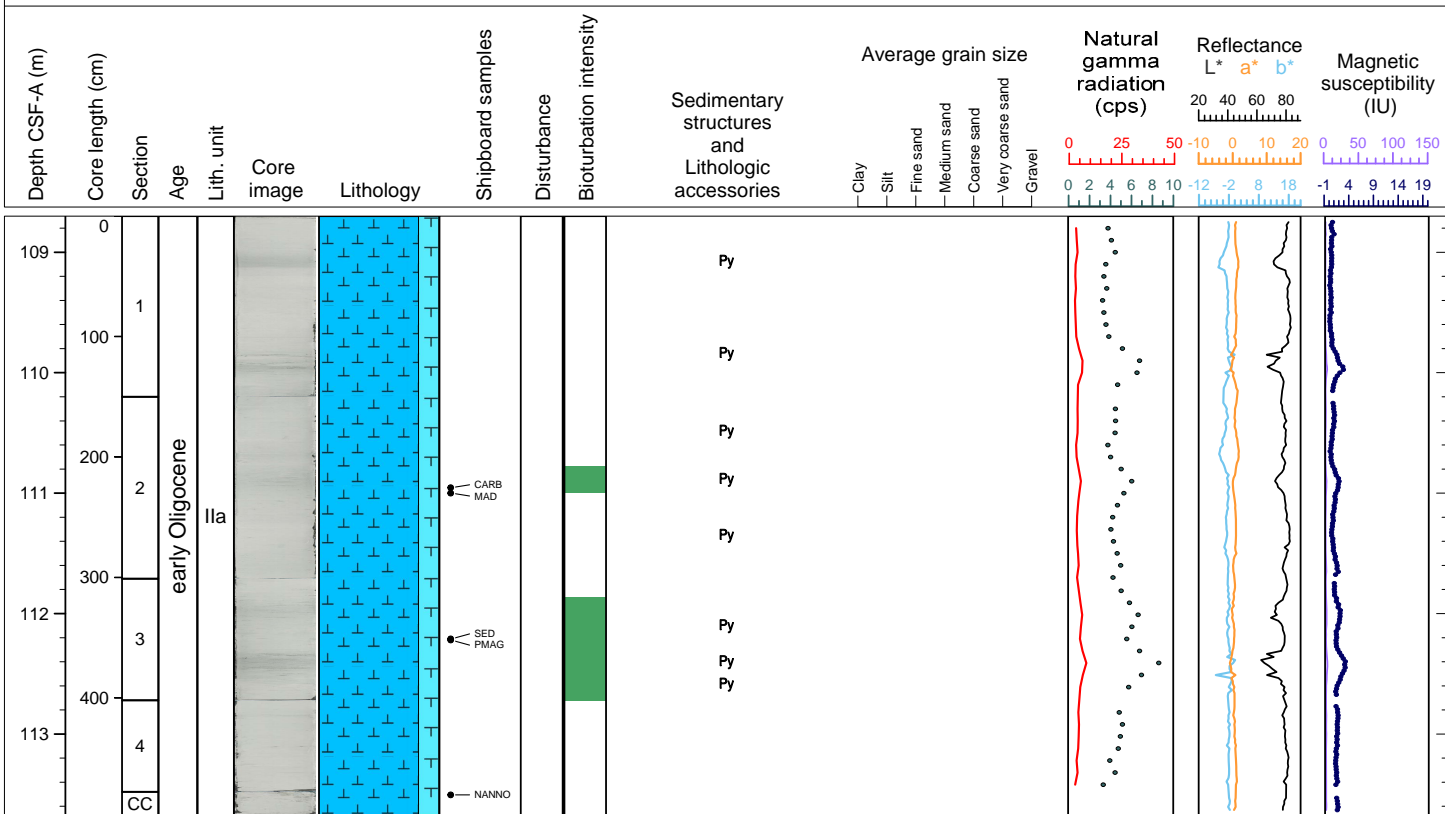 Depth CSF-A (m)
Core length (cm)
Section
Age
Lith. unit
Core
image
Lithology
Shipboard samples
Disturbance
Bioturbation intensity
Sedimentary
structures
and
Lithologic
accessories
Average grain size
Clay
Silt
Fine sand
Medium sand
Coarse sand
Very coarse sand
Gravel
Natural
gamma
radiation
(cps)
0 25 50
0 2 4 6 8 10
Reflectance
L* a* b*
20 40 60 80
-10 0 10 20
-12 -2 8 18
Magnetic
susceptibility
(IU)
0 50 100 150
-1 4 9 14 19
109
110
111
112
113
0
100
200
300
400
1
2
3
4
CC
early Oligocene
IIa
CARB
MAD
SED
PMAG
NANNO
Py
Py
Py
Py
Py
Py
Py
Py